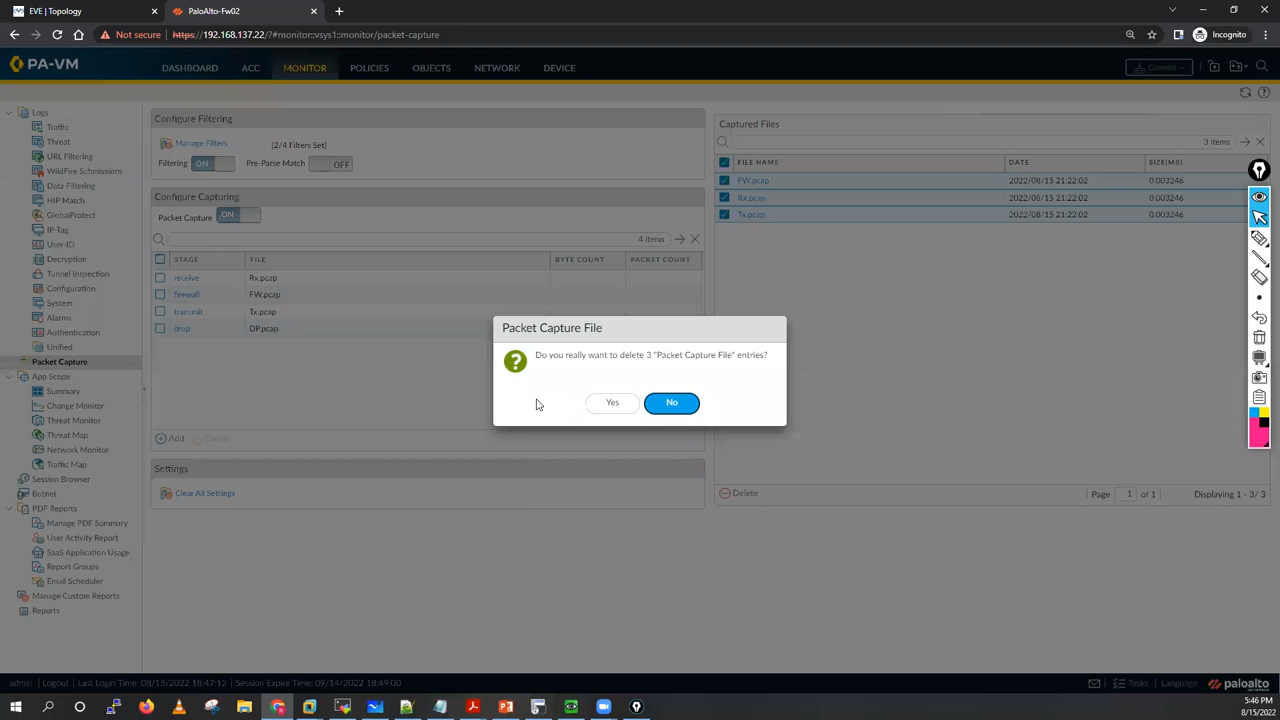 EVE | Topology
PaloAlto-Fw02
Not secure
https://192.168.137.22/?#monitor::vsys1::monitor/packet-capture
Incognito
PA-VM
DASHBOARD
ACC
MONITOR
POLICIES
OBJECTS
NETWORK
DEVICE
Commit
Logs
Traffic
Threat
URL Filtering
WildFire Submissions
Data Filtering
HIP Match
GlobalProtect
IP-Tag
User-ID
Decryption
Tunnel Inspection
Configuration
System
Alarms
Authentication
Unified
Packet Capture
App Scope
Summary
Change Monitor
Threat Monitor
Threat Map
Network Monitor
Traffic Map
Session Browser
Botnet
PDF Reports
Manage PDF Summary
User Activity Report
SaaS Application Usage
Report Groups
Email Scheduler
Manage Custom Reports
Reports
Configure Filtering
Manage Filters
[2/4 Filters Set]
Filtering ON
Pre-Parse Match OFF
Configure Capturing
Packet Capture ON
4 items
STAGE FILE BYTE COUNT PACKET COUNT
receive Rx.pcap
firewall FW.pcap
transmit Tx.pcap
drop DP.pcap
Add Delete
Settings
Clear All Settings
Captured Files
3 items
FILE NAME DATE SIZE(MB)
FW.pcap 2022/08/15 21:22:02 0.003246
Rx.pcap 2022/08/15 21:22:02 0.003246
Tx.pcap 2022/08/15 21:22:02 0.003246
Delete
Page 1 of 1
Displaying 1 - 3/ 3
Packet Capture File
Do you really want to delete 3 "Packet Capture File" entries?
Yes
No
admin | Logout | Last Login Time: 08/15/2022 18:47:12 | Session Expire Time: 09/14/2022 18:49:00
Tasks | Language
paloalto
NETWORKS
5:46 PM
8/15/2022